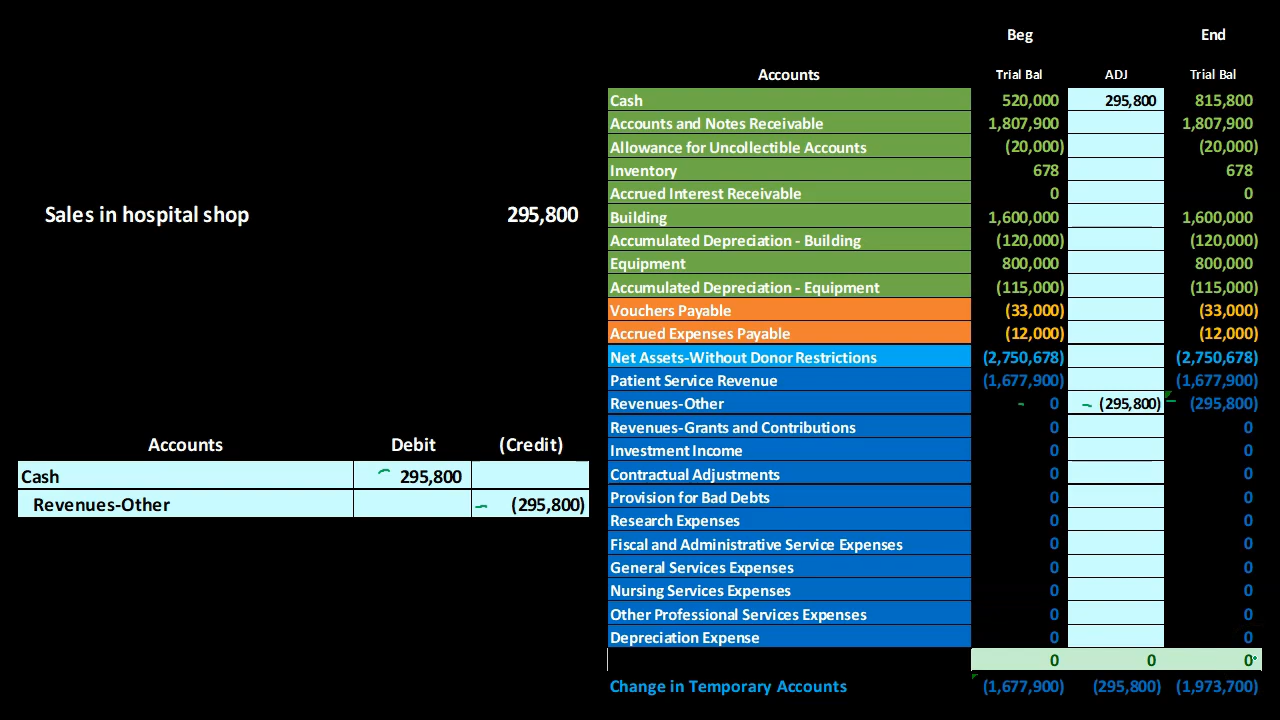 Beg End
Accounts Trial Bal ADJ Trial Bal
Cash 520,000 295,800 815,800
Accounts and Notes Receivable 1,807,900 1,807,900
Allowance for Uncollectible Accounts (20,000) (20,000)
Inventory 678 678
Accrued Interest Receivable 0 0
Sales in hospital shop 295,800
Building 1,600,000 1,600,000
Accumulated Depreciation - Building (120,000) (120,000)
Equipment 800,000 800,000
Accumulated Depreciation - Equipment (115,000) (115,000)
Vouchers Payable (33,000) (33,000)
Accrued Expenses Payable (12,000) (12,000)
Net Assets-Without Donor Restrictions (2,750,678) (2,750,678)
Patient Service Revenue (1,677,900) (1,677,900)
Revenues-Other 0 (295,800) (295,800)
Revenues-Grants and Contributions 0 0
Investment Income 0 0
Contractual Adjustments 0 0
Provision for Bad Debts 0 0
Research Expenses 0 0
Fiscal and Administrative Service Expenses 0 0
General Services Expenses 0 0
Nursing Services Expenses 0 0
Other Professional Services Expenses 0 0
Depreciation Expense 0 0
0 0 0
Change in Temporary Accounts (1,677,900) (295,800) (1,973,700)
Accounts Debit (Credit)
Cash 295,800
Revenues-Other (295,800)